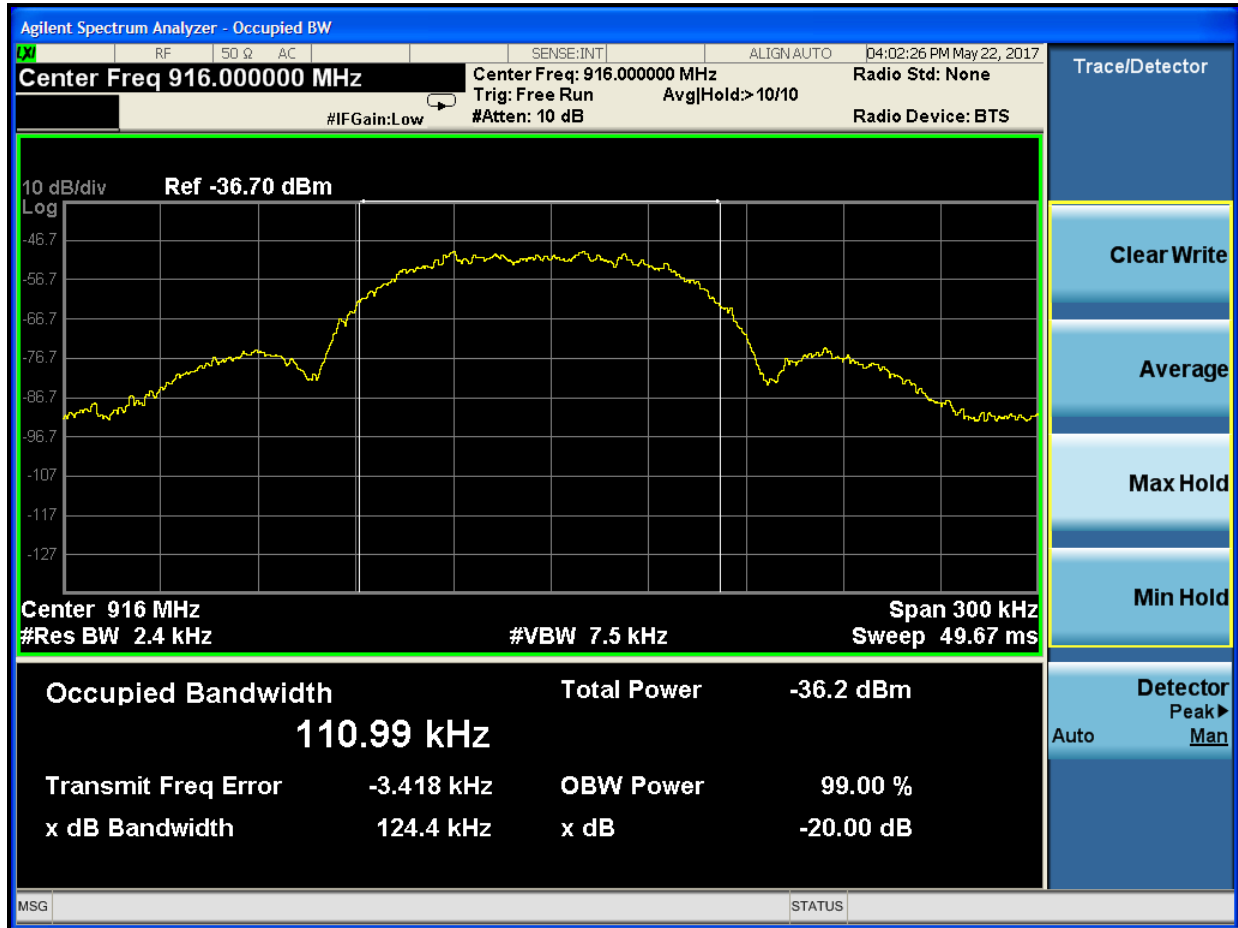 Agilent Spectrum Analyzer - Occupied BW
LXI RF 50 Ω AC SENSE:INT ALIGN AUTO 04:02:26 PM May 22, 2017
Center Freq 916.000000 MHz
Center Freq: 916.000000 MHz
Radio Std: None
Trig: Free Run Avg|Hold:> 10/10
#IFGain:Low
#Atten: 10 dB
Radio Device: BTS
10 dB/div Ref -36.70 dBm
Log
-46.7
-56.7
-66.7
-76.7
-86.7
-96.7
-107
-117
-127
Center 916 MHz Span 300 kHz
#Res BW 2.4 kHz #VBW 7.5 kHz Sweep 49.67 ms
Occupied Bandwidth Total Power -36.2 dBm
110.99 kHz
Transmit Freq Error -3.418 kHz OBW Power 99.00 %
x dB Bandwidth 124.4 kHz x dB -20.00 dB
MSG STATUS
Trace/Detector
Clear Write
Average
Max Hold
Min Hold
Detector
Peak▶
Auto Man